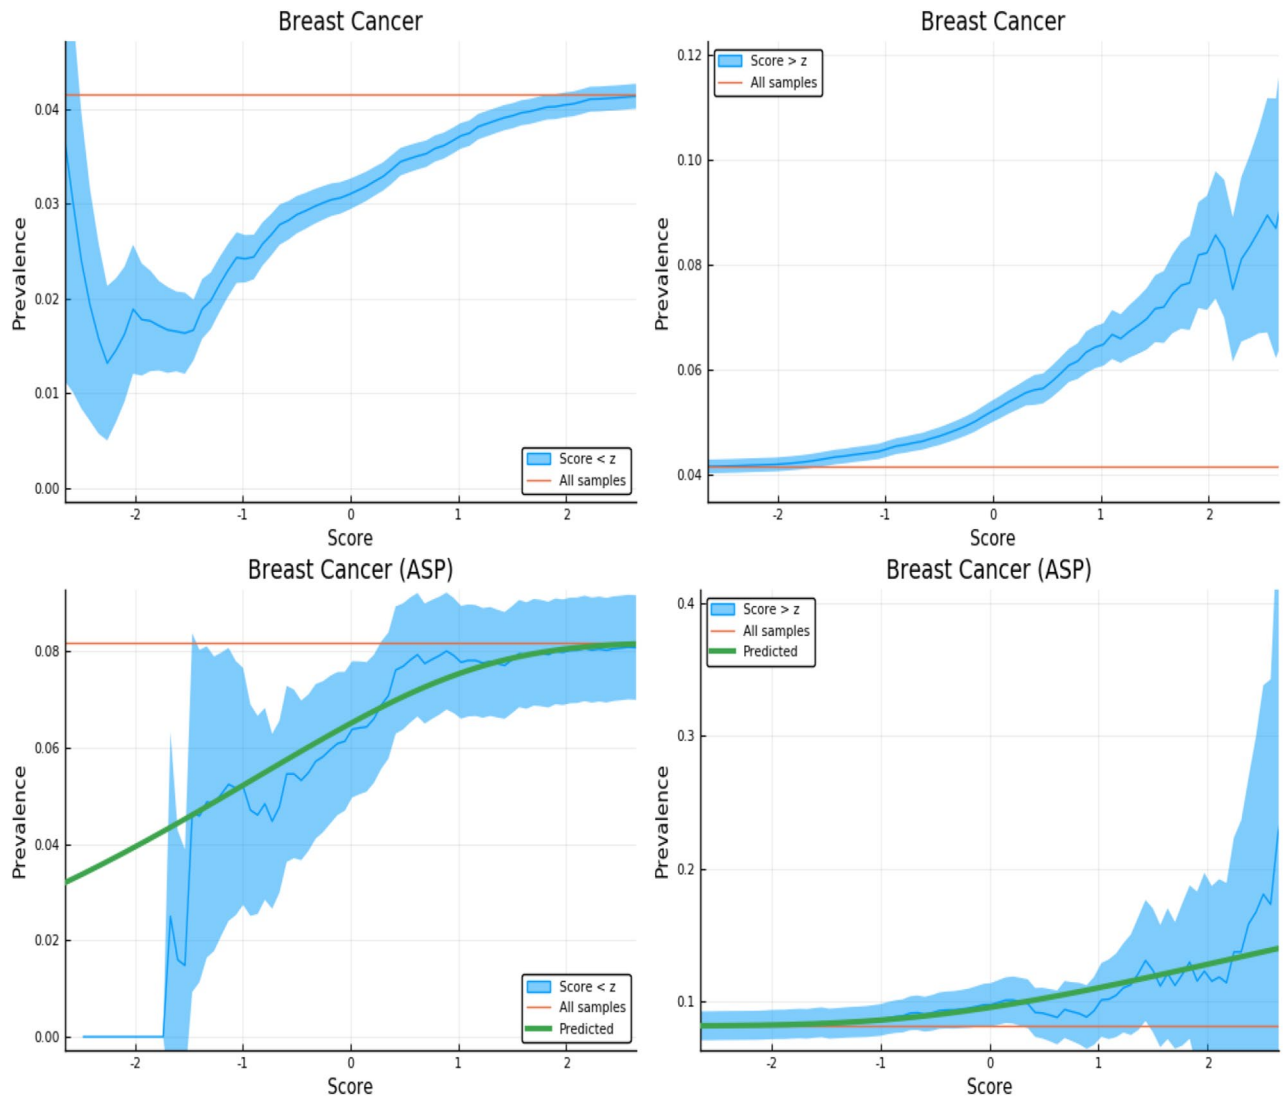 Breast Cancer
Prevalence
0.04
0.03
0.02
0.01
0.00
-2 -1 0 1 2
Score
Score < z
All samples
Breast Cancer
Prevalence
0.12
0.10
0.08
0.06
0.04
-2 -1 0 1 2
Score
Score > z
All samples
Breast Cancer (ASP)
Prevalence
0.08
0.06
0.04
0.02
0.00
-2 -1 0 1 2
Score
Score < z
All samples
Predicted
Breast Cancer (ASP)
Prevalence
0.4
0.3
0.2
0.1
-2 -1 0 1 2
Score
Score > z
All samples
Predicted